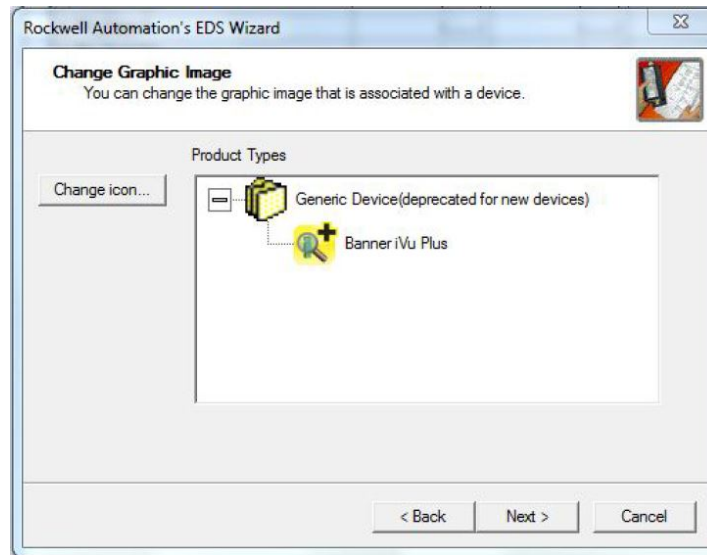 Rockwell Automation's EDS Wizard
Change Graphic Image
You can change the graphic image that is associated with a device.
Product Types
Change icon...
Generic Device(deprecated for new devices)
Banner iVu Plus
< Back
Next >
Cancel